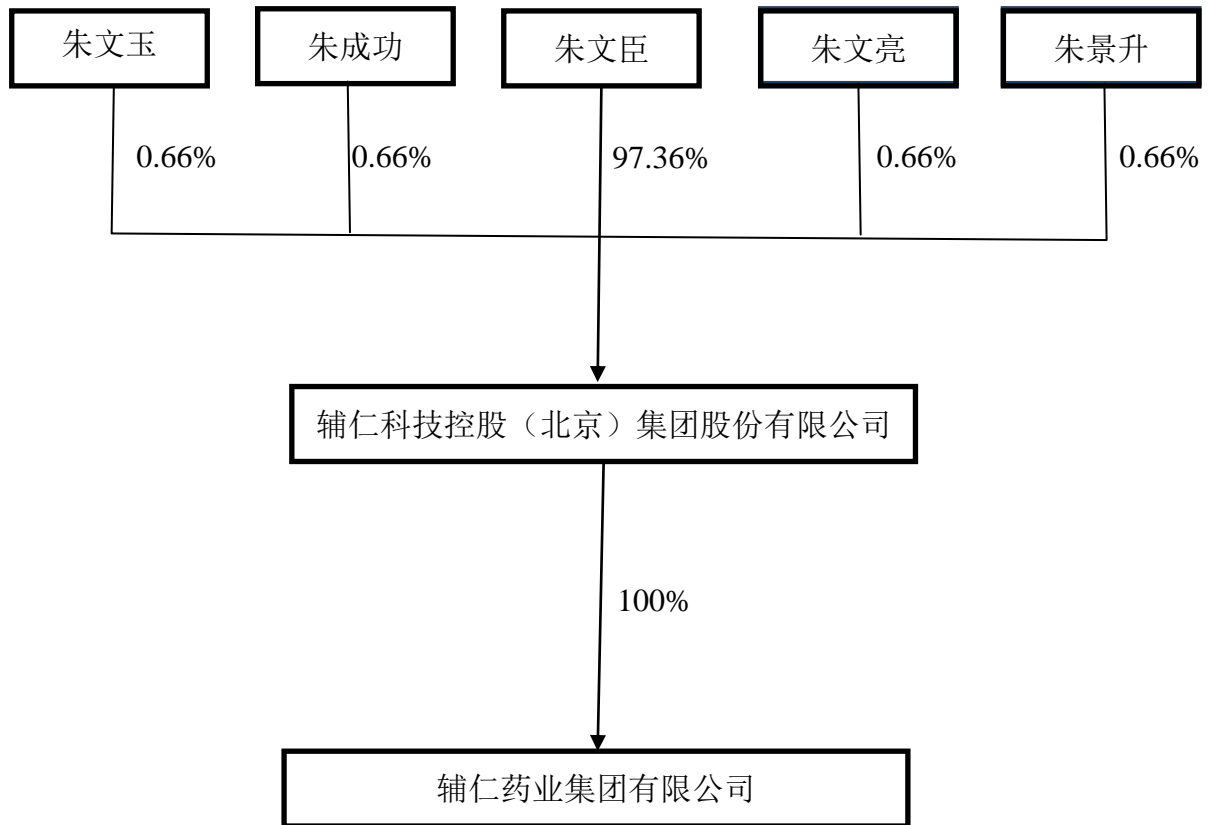 朱文玉
朱成功
朱文臣
朱文亮
朱景升
0.66%
0.66%
97.36%
0.66%
0.66%
辅仁科技控股（北京）集团股份有限公司
100%
辅仁药业集团有限公司